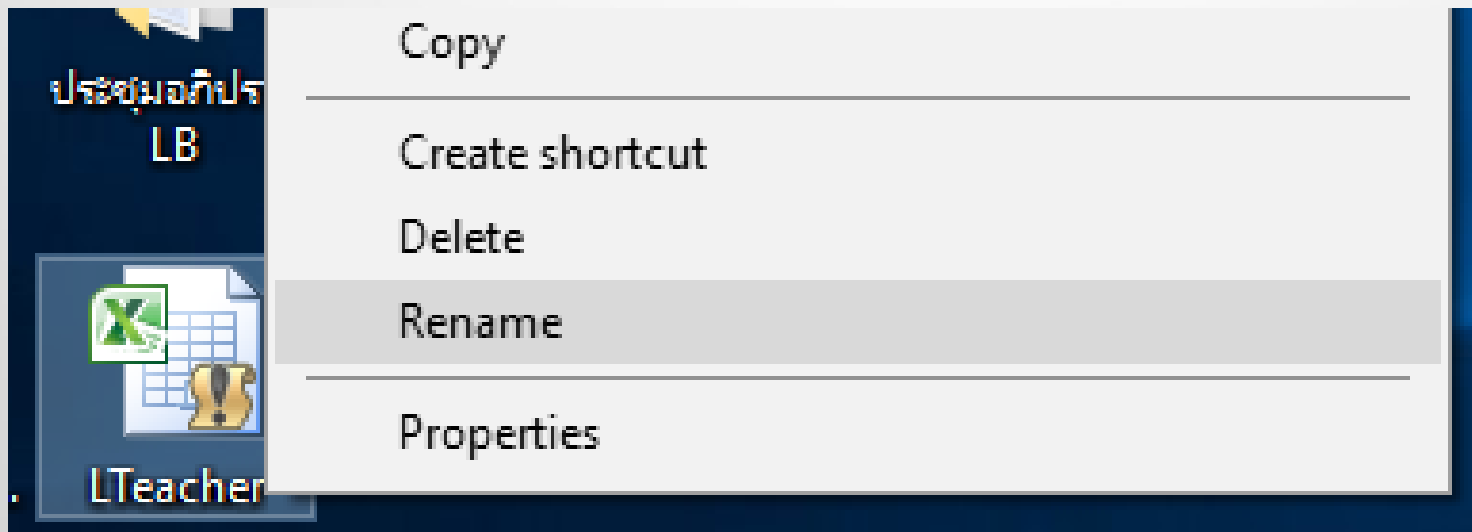 Copy
ประชุมอภิปร
LB
Create shortcut
Delete
Rename
Properties
LTeacher